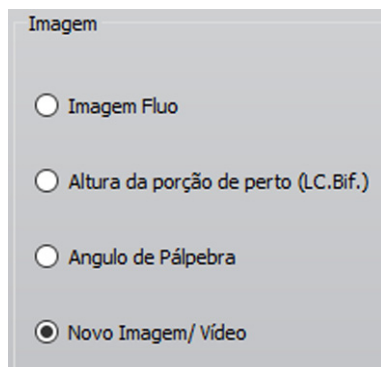 Imagem
Imagem Fluo
Altura da porção de perto (LC.Bif.)
Angulo de Pálpebra
Novo Imagem/ Vídeo